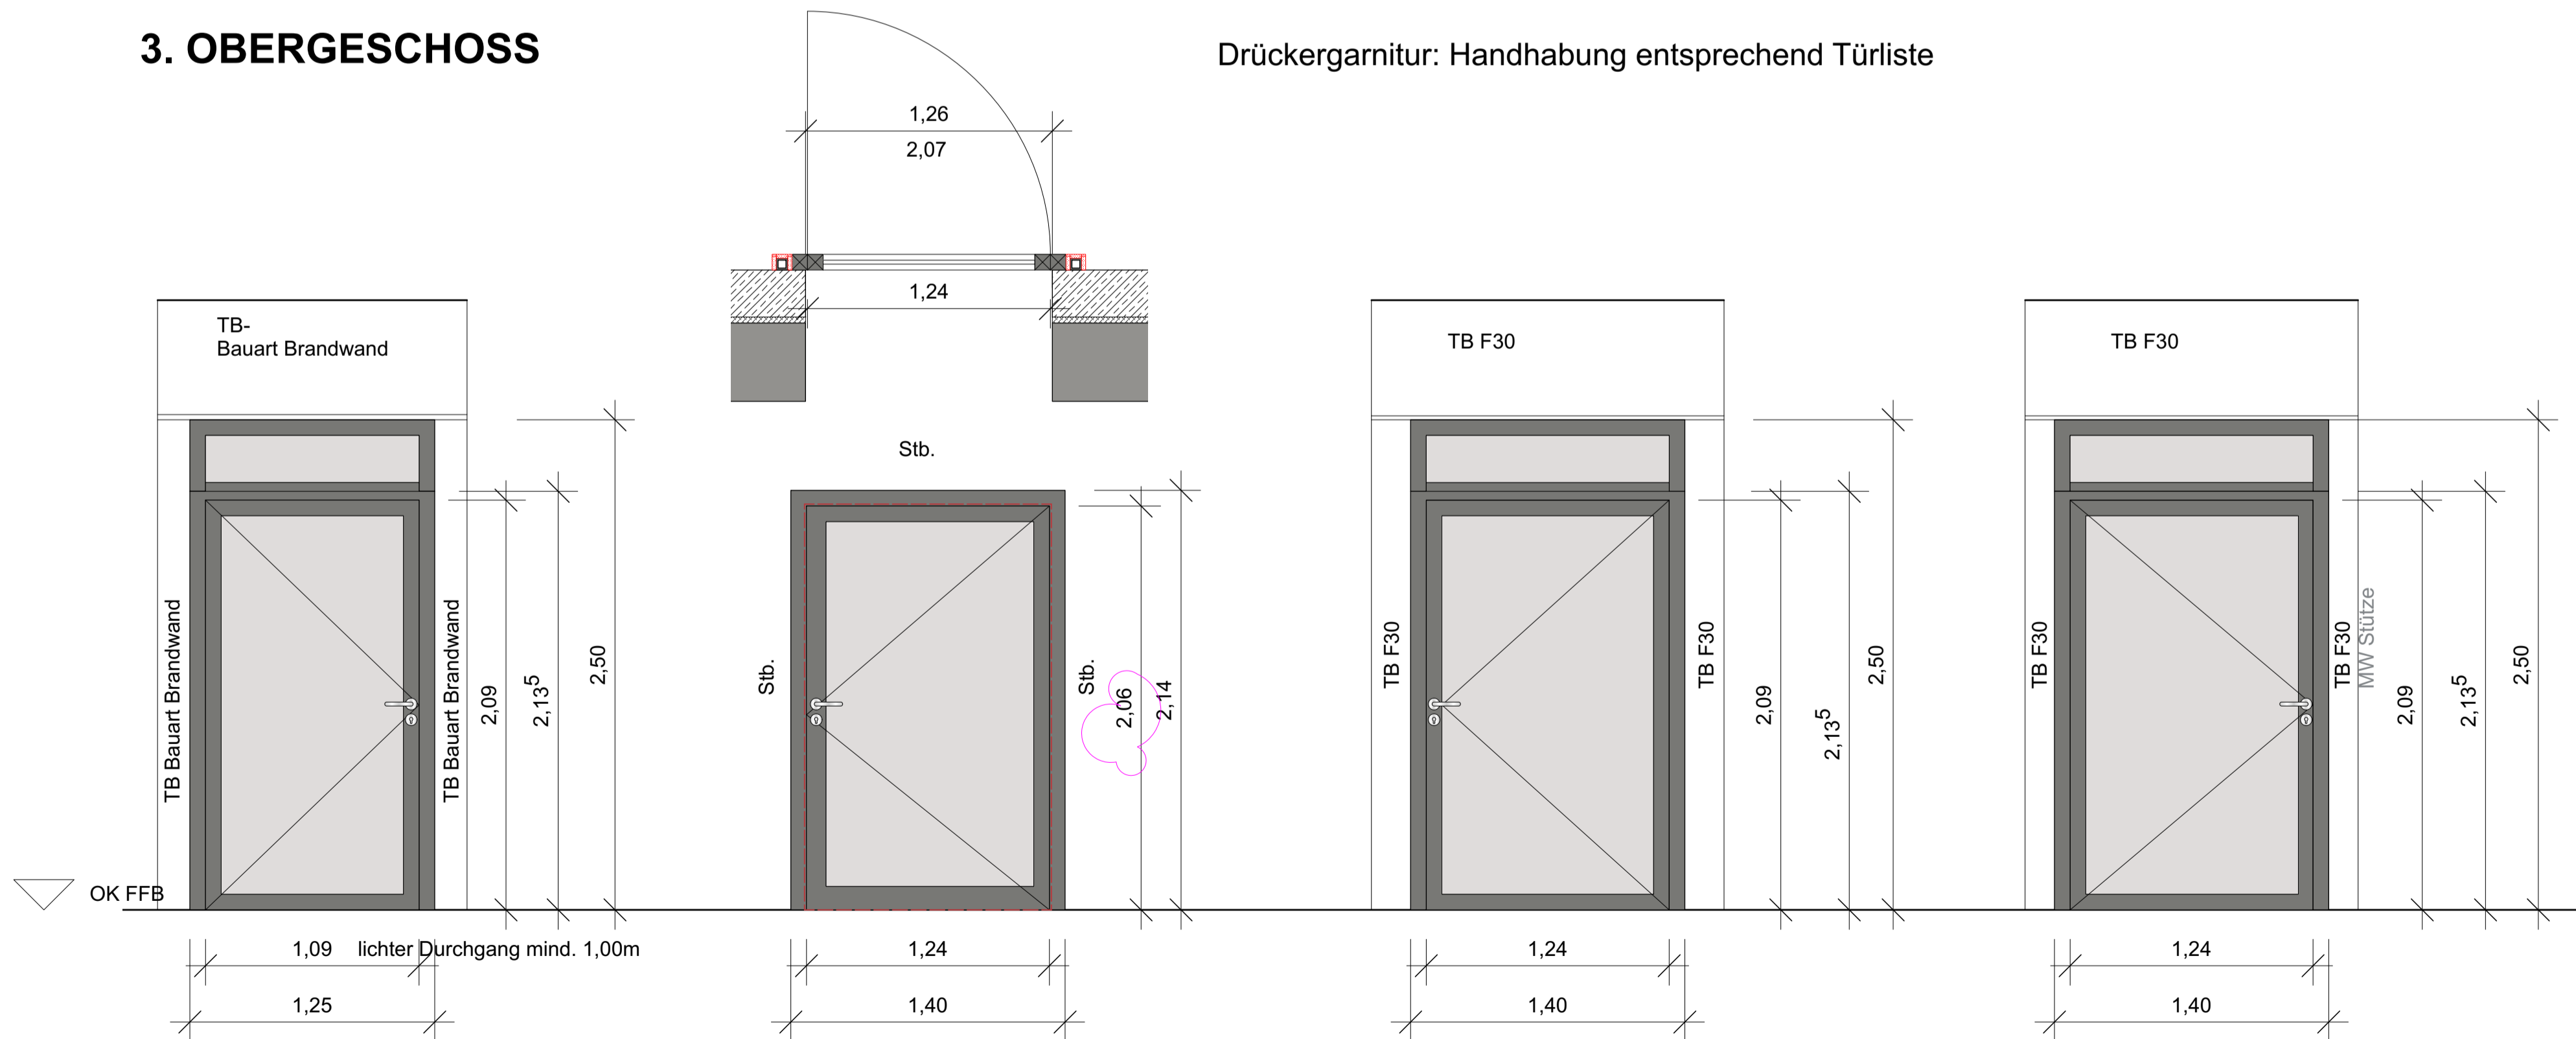 3. OBERGESCHOSS
Drückergarnitur: Handhabung entsprechend Türliste
1,26
2,07
1,24
TB-
Bauart Brandwand
TB Bauart Brandwand
TB Bauart Brandwand
2,09
2,13⁵
2,50
OK FFB
1,09
lichter Durchgang mind. 1,00m
1,25
Stb.
Stb.
Stb.
2,06
2,14
1,24
1,40
TB F30
TB F30
TB F30
2,09
2,13⁵
2,50
1,24
1,40
TB F30
TB F30
TB F30
MW Stütze
2,09
2,13⁵
2,50
1,24
1,40